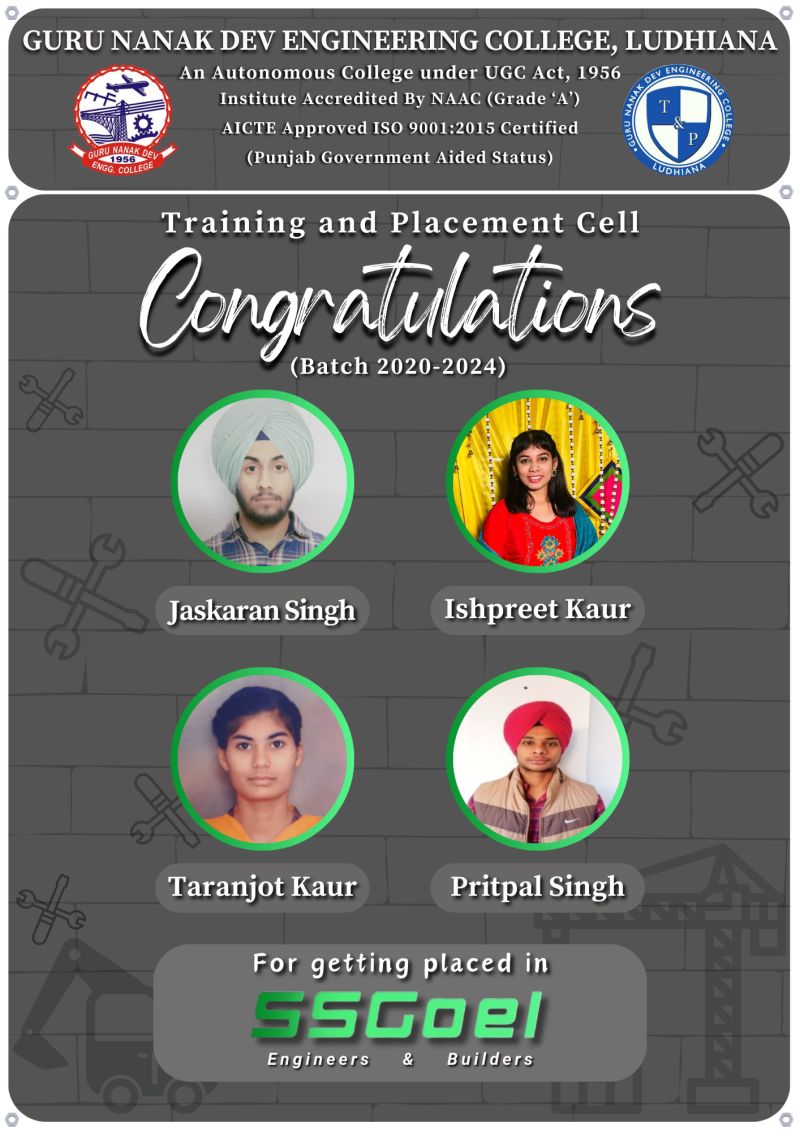 GURU NANAK DEV ENGINEERING COLLEGE, LUDHIANA
An Autonomous College under UGC Act, 1956
Institute Accredited By NAAC (Grade ‘A’)
AICTE Approved ISO 9001:2015 Certified
(Punjab Government Aided Status)
GURU NANAK DEV
1956
ENGG. COLLEGE
GURU NANAK DEV ENGINEERING COLLEGE
T & P
LUDHIANA
Training and Placement Cell
Congratulations
(Batch 2020-2024)
Jaskaran Singh
Ishpreet Kaur
Taranjot Kaur
Pritpal Singh
For getting placed in
SSGoel
Engineers & Builders